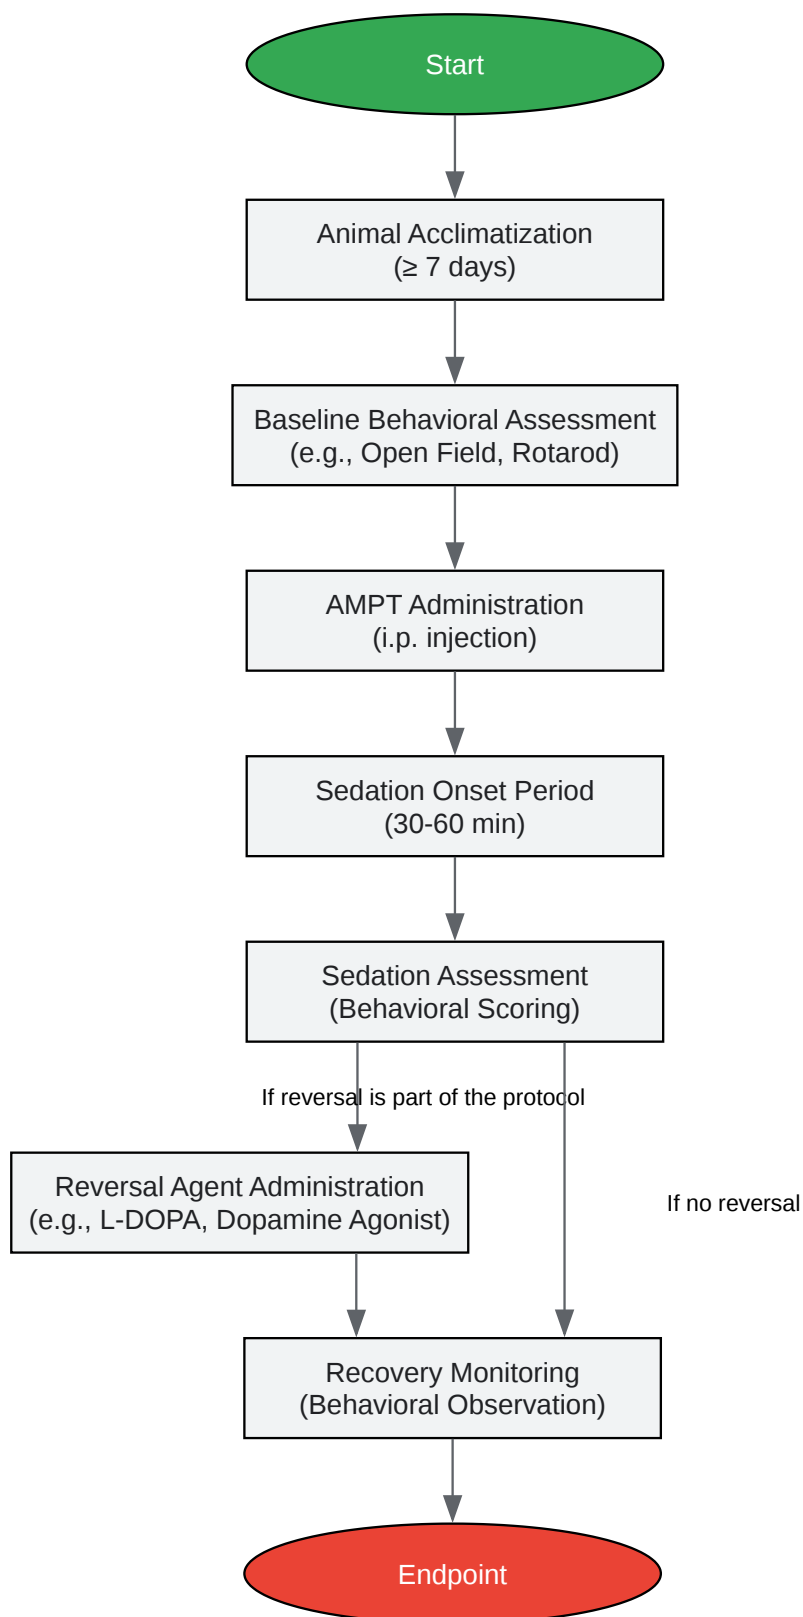 Start
Animal Acclimatization
(≥ 7 days)
Baseline Behavioral Assessment
(e.g., Open Field, Rotarod)
AMPT Administration
(i.p. injection)
Sedation Onset Period
(30-60 min)
Sedation Assessment
(Behavioral Scoring)
If reversal is part of the protocol
Reversal Agent Administration
(e.g., L-DOPA, Dopamine Agonist)
If no reversal
Recovery Monitoring
(Behavioral Observation)
Endpoint